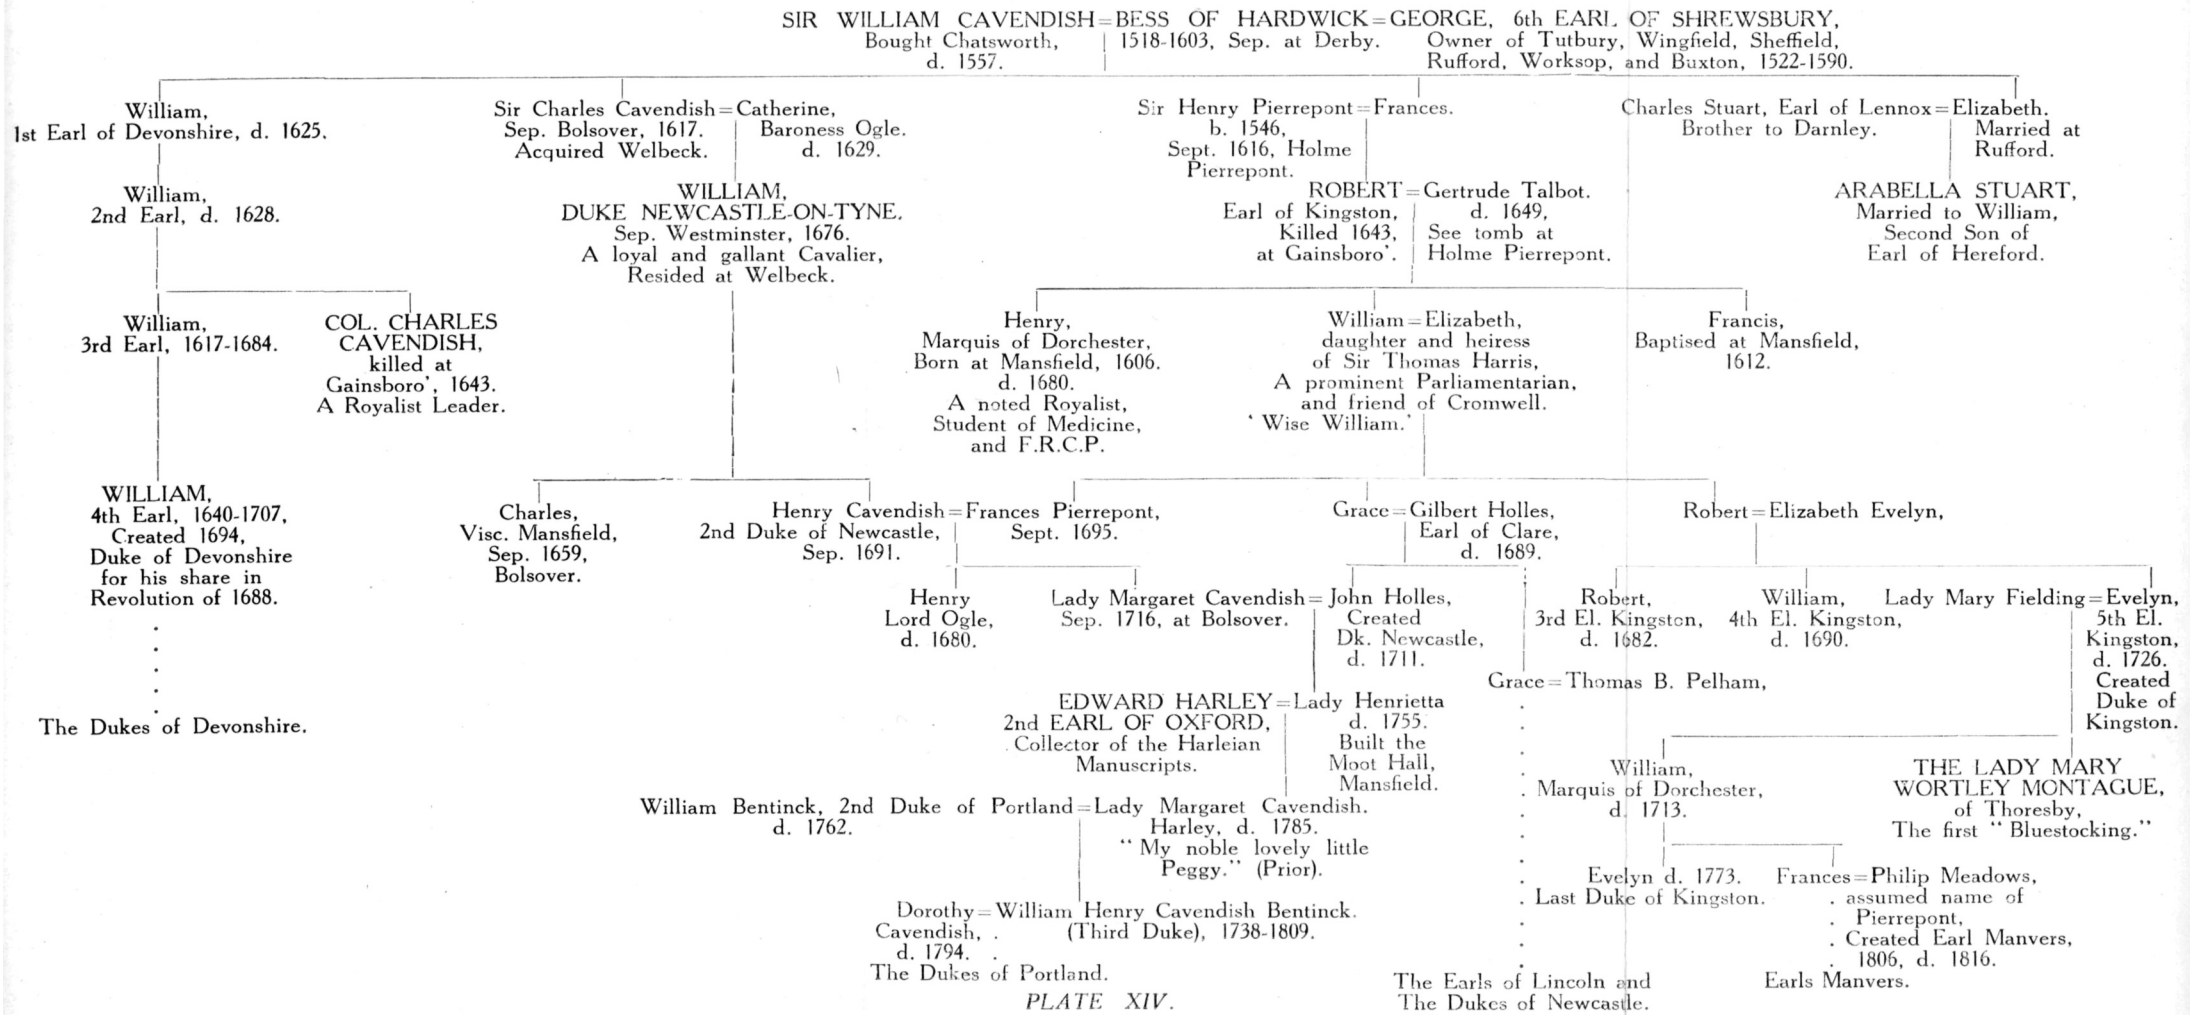 SIR WILLIAM CAVENDISH=BESS OF HARDWICK=GEORGE, 6th EARL OF SHREWSBURY,
Bought Chatsworth,
d. 1557.
1518-1603, Sep. at Derby.
Owner of Tutbury, Wingfield, Sheffield,
Rufford, Worksop, and Buxton, 1522-1590.
William,
1st Earl of Devonshire, d. 1625.
Sir Charles Cavendish=Catherine,
Sep. Bolsover, 1617.
Acquired Welbeck.
Baroness Ogle.
d. 1629.
Sir Henry Pierrepont=Frances.
b. 1546,
Sept. 1616, Holme
Pierrepont.
Charles Stuart, Earl of Lennox=Elizabeth.
Brother to Darnley.
Married at
Rufford.
William,
2nd Earl, d. 1628.
WILLIAM,
DUKE NEWCASTLE-ON-TYNE.
Sep. Westminster, 1676.
A loyal and gallant Cavalier,
Resided at Welbeck.
ROBERT=Gertrude Talbot.
Earl of Kingston,
Killed 1643,
at Gainsboro'.
d. 1649,
See tomb at
Holme Pierrepont.
ARABELLA STUART,
Married to William,
Second Son of
Earl of Hereford.
William,
3rd Earl, 1617-1684.
COL. CHARLES
CAVENDISH,
killed at
Gainsboro', 1643.
A Royalist Leader.
Henry,
Marquis of Dorchester,
Born at Mansfield, 1606.
d. 1680.
A noted Royalist,
Student of Medicine,
and F.R.C.P.
William=Elizabeth,
daughter and heiress
of Sir Thomas Harris,
A prominent Parliamentarian,
and friend of Cromwell.
' Wise William.'
Francis,
Baptised at Mansfield,
1612.
WILLIAM,
4th Earl, 1640-1707,
Created 1694,
Duke of Devonshire
for his share in
Revolution of 1688.
The Dukes of Devonshire.
Charles,
Visc. Mansfield,
Sep. 1659,
Bolsover.
Henry Cavendish=Frances Pierrepont,
2nd Duke of Newcastle,
Sep. 1691.
Sept. 1695.
Grace=Gilbert Holles,
Earl of Clare,
d. 1689.
Robert=Elizabeth Evelyn,
Henry
Lord Ogle,
d. 1680.
Lady Margaret Cavendish=John Holles,
Sep. 1716, at Bolsover.
Created
Dk. Newcastle,
d. 1711.
Robert,
3rd El. Kingston,
d. 1682.
William,
4th El. Kingston,
d. 1690.
Lady Mary Fielding=Evelyn,
5th El.
Kingston,
d. 1726.
Created
Duke of
Kingston.
Grace=Thomas B. Pelham,
EDWARD HARLEY=Lady Henrietta
2nd EARL OF OXFORD,
Collector of the Harleian
Manuscripts.
d. 1755.
Built the
Moot Hall,
Mansfield.
William,
Marquis of Dorchester,
d. 1713.
THE LADY MARY
WORTLEY MONTAGUE,
of Thoresby,
The first "Bluestocking."
William Bentinck, 2nd Duke of Portland=Lady Margaret Cavendish.
d. 1762.
Harley, d. 1785.
"My noble lovely little
Peggy." (Prior).
Evelyn d. 1773.
Last Duke of Kingston.
Frances=Philip Meadows,
assumed name of
Pierrepont,
Created Earl Manvers,
1806, d. 1816.
Earls Manvers.
Dorothy=William Henry Cavendish Bentinck.
Cavendish,
d. 1794.
(Third Duke), 1738-1809.
The Dukes of Portland.
The Earls of Lincoln and
The Dukes of Newcastle.
PLATE XIV.